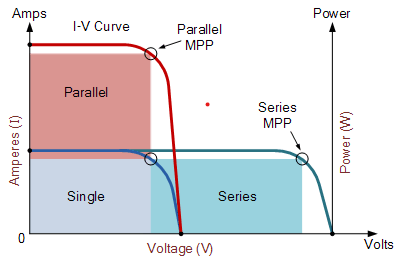 Amps
I-V Curve
Power
Parallel
MPP
Parallel
Series
MPP
Amperes (I)
Power (W)
Single
Series
0
Voltage (V)
Volts